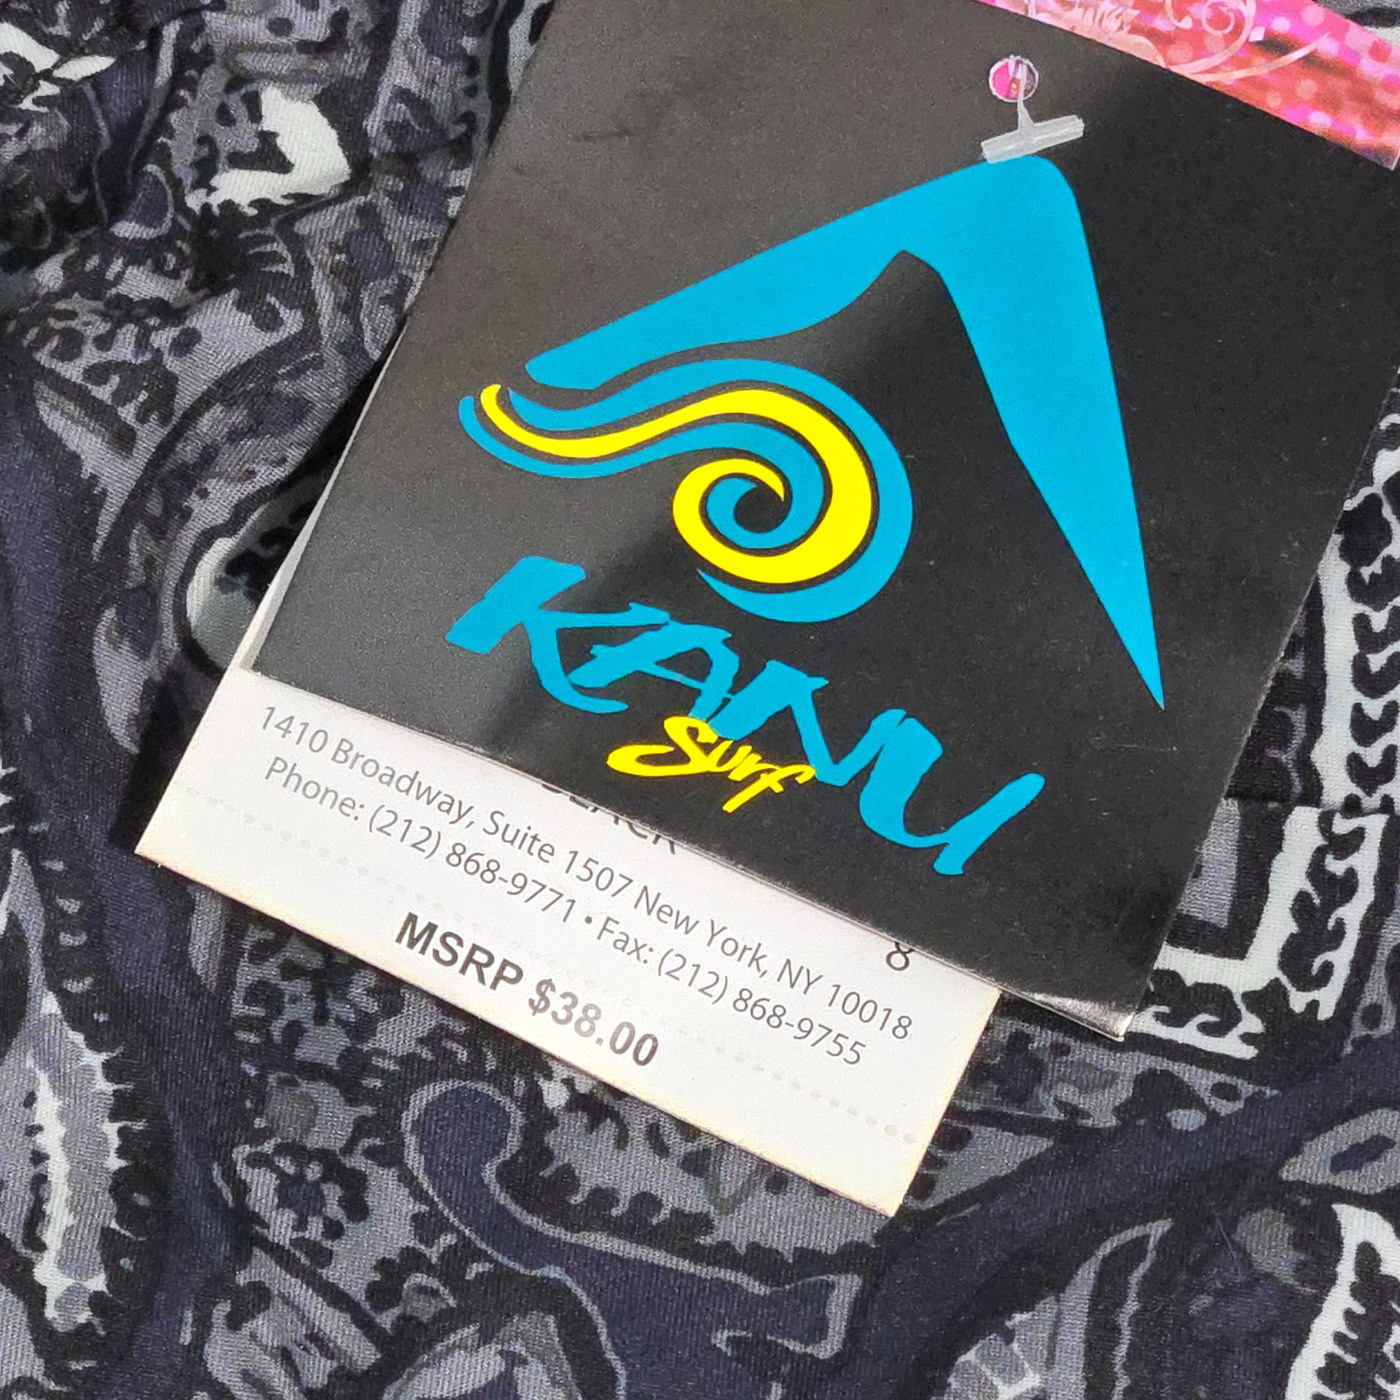 KANU
Surf
1410 Broadway, Suite 1507 New York, NY 10018
Phone: (212) 868-9771 • Fax: (212) 868-9755
8
MSRP $38.00